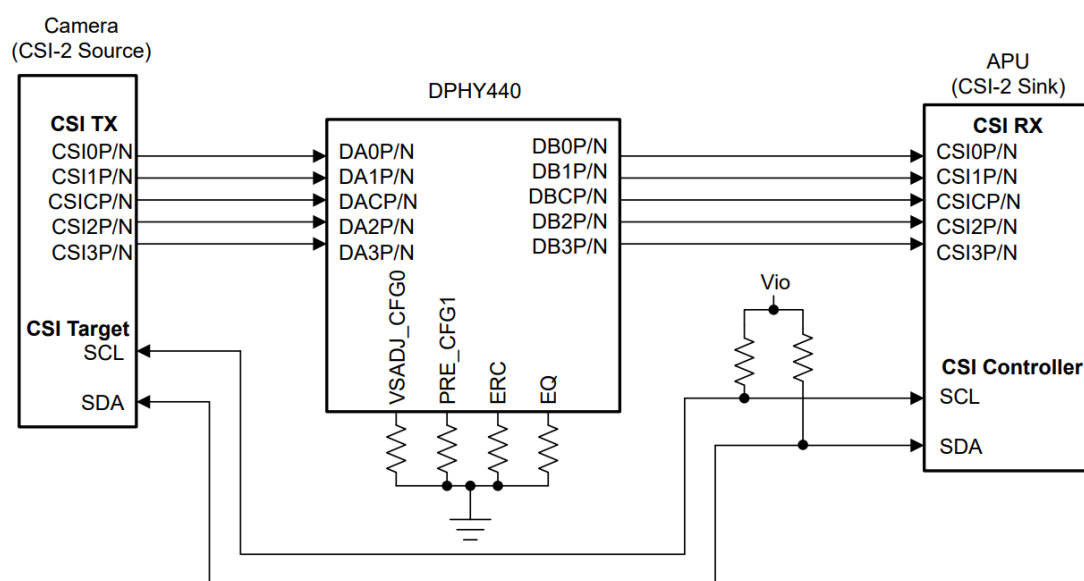 Camera
(CSI-2 Source)
CSI TX
CSI0P/N
CSI1P/N
CSICP/N
CSI2P/N
CSI3P/N
CSI Target
SCL
SDA
DPHY440
DA0P/N
DA1P/N
DACP/N
DA2P/N
DA3P/N
DB0P/N
DB1P/N
DBCP/N
DB2P/N
DB3P/N
VSADJ_CFG0
PRE_CFG1
ERC
EQ
Vio
APU
(CSI-2 Sink)
CSI RX
CSI0P/N
CSI1P/N
CSICP/N
CSI2P/N
CSI3P/N
CSI Controller
SCL
SDA